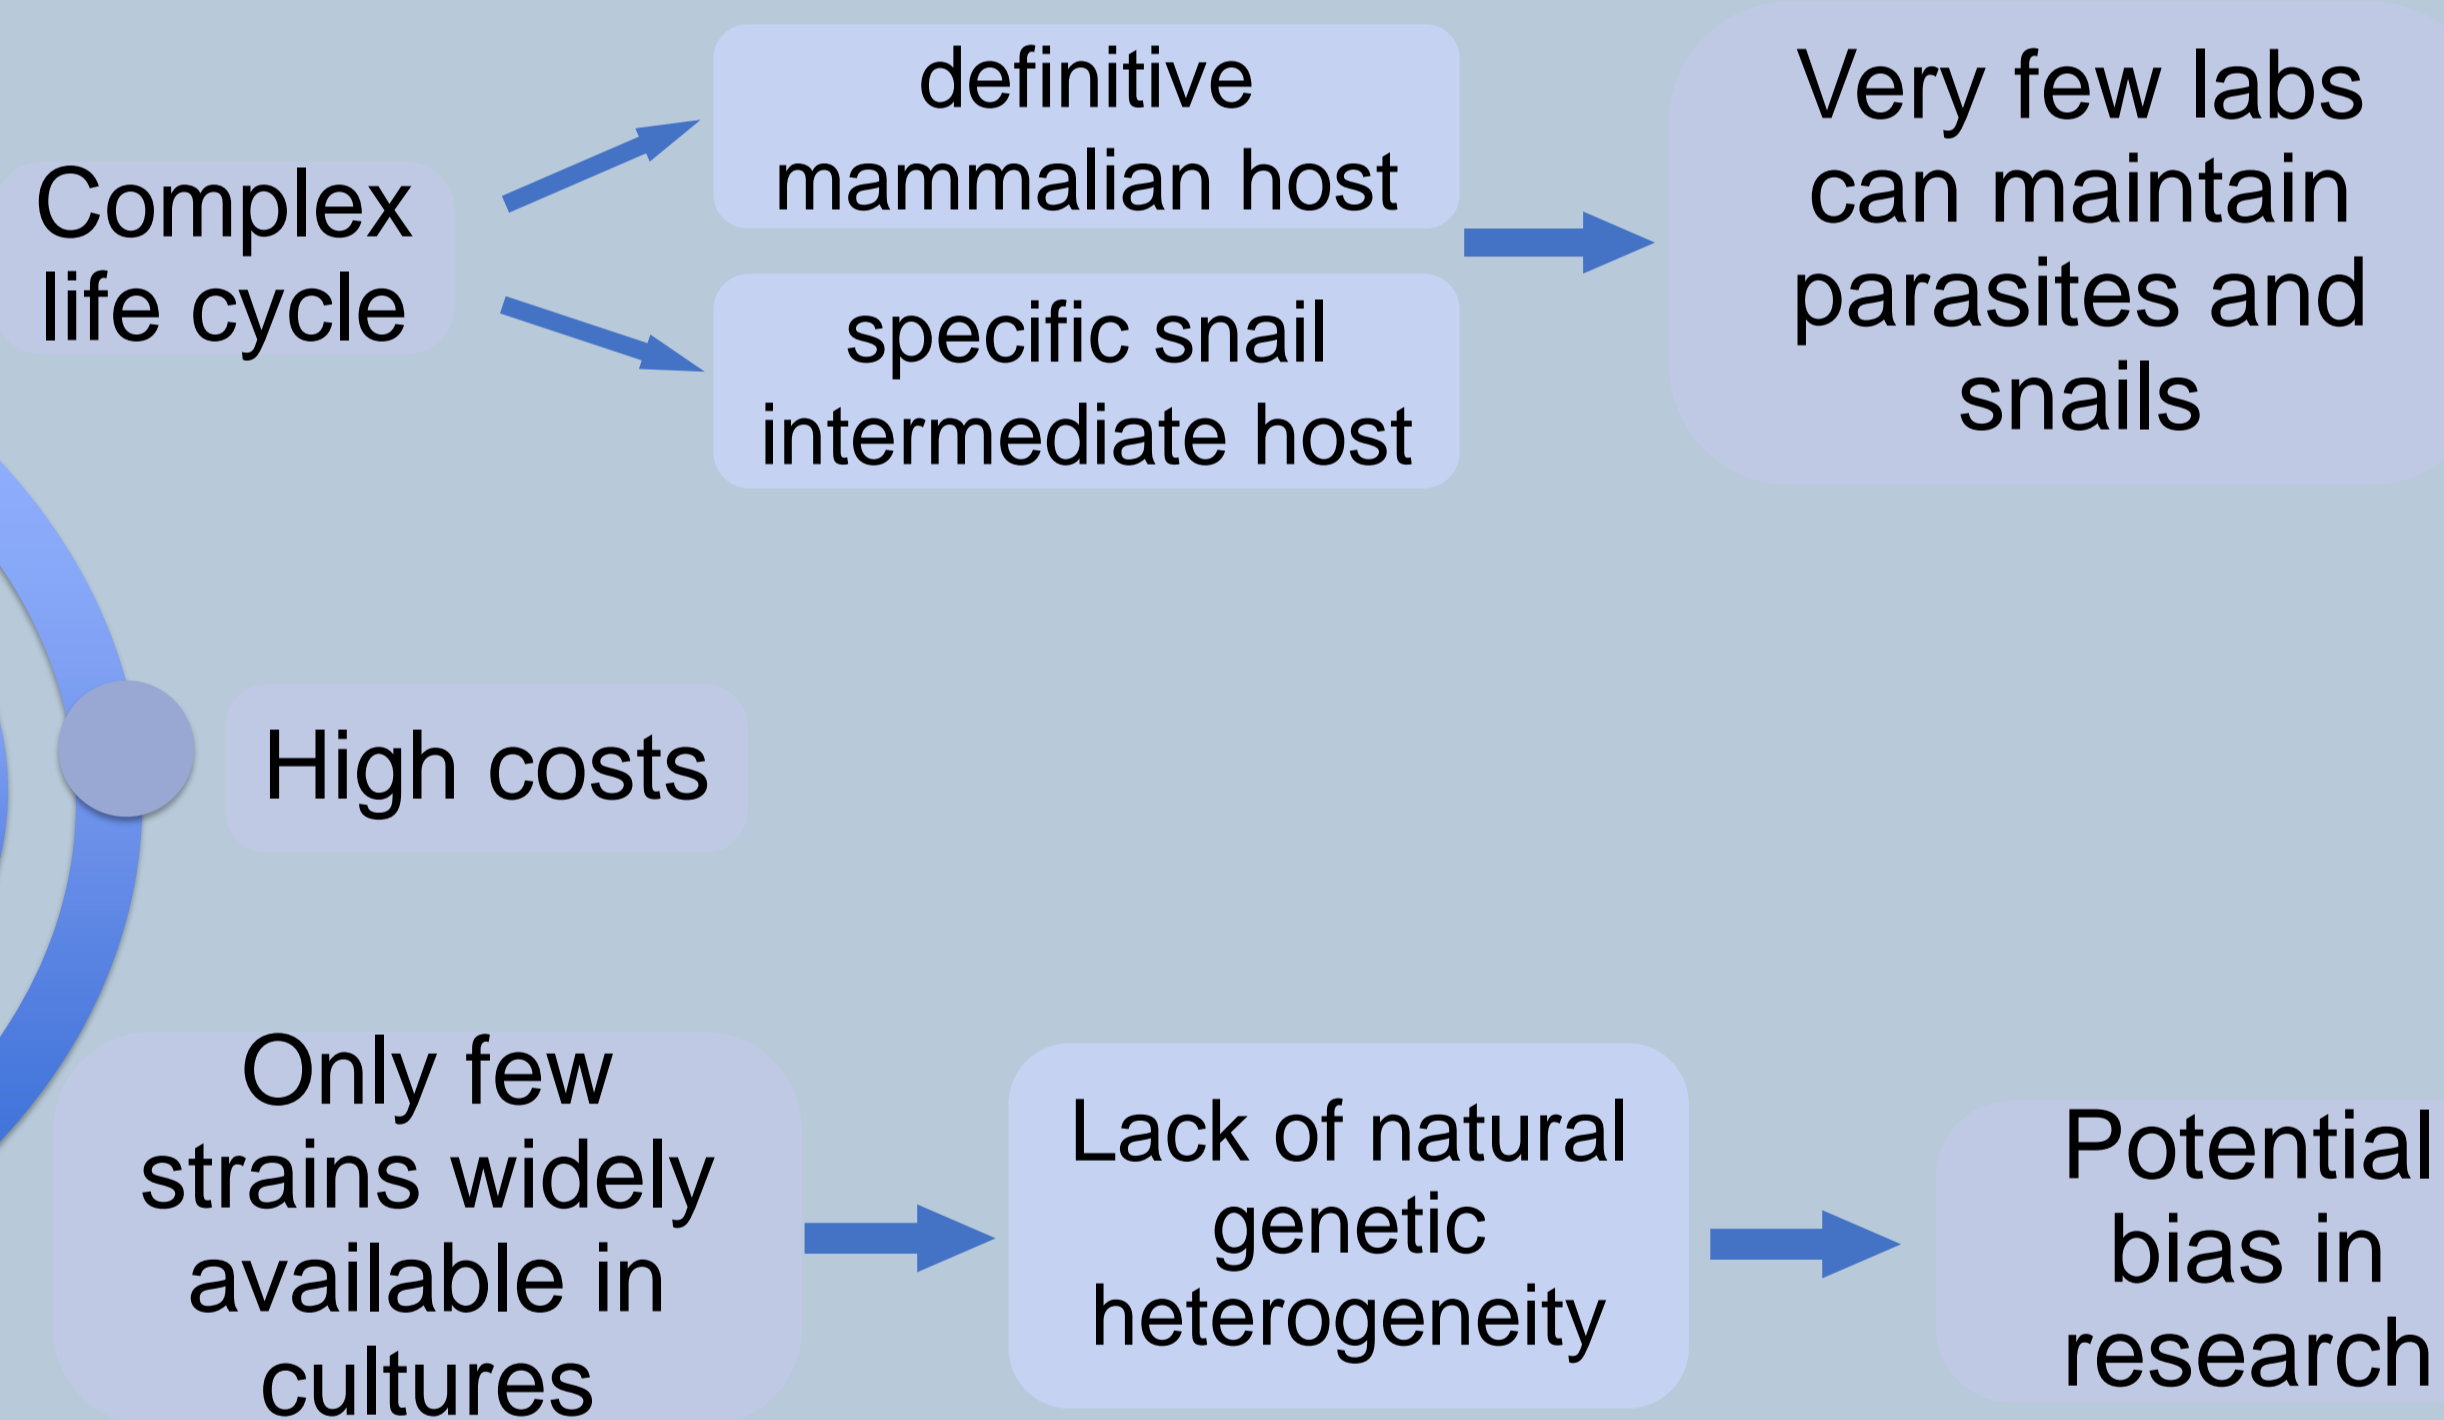 Complex
life cycle
definitive
mammalian host
specific snail
intermediate host
Very few labs
can maintain
parasites and
snails
High costs
Only few
strains widely
available in
cultures
Lack of natural
genetic
heterogeneity
Potential
bias in
research